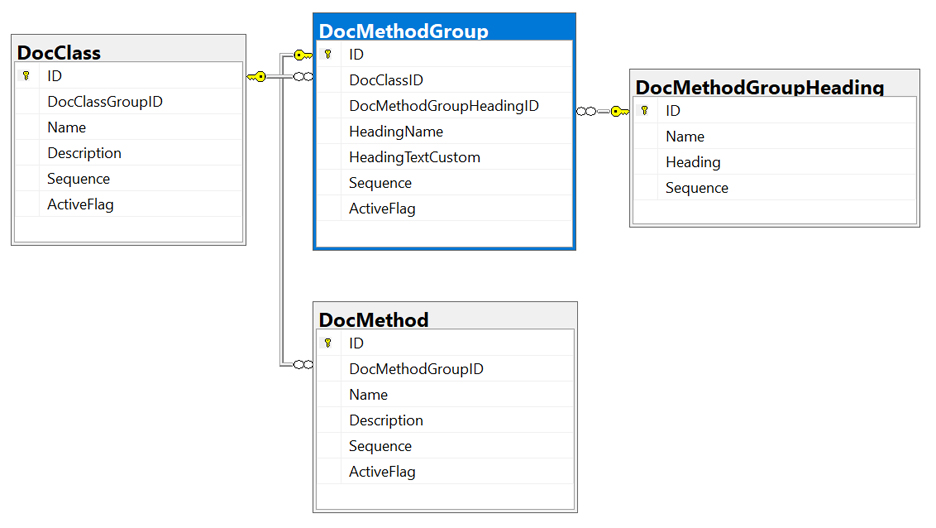 DocClass
ID
DocClassGroupID
Name
Description
Sequence
ActiveFlag
DocMethodGroup
ID
DocClassID
DocMethodGroupHeadingID
HeadingName
HeadingTextCustom
Sequence
ActiveFlag
DocMethodGroupHeading
ID
Name
Heading
Sequence
DocMethod
ID
DocMethodGroupID
Name
Description
Sequence
ActiveFlag